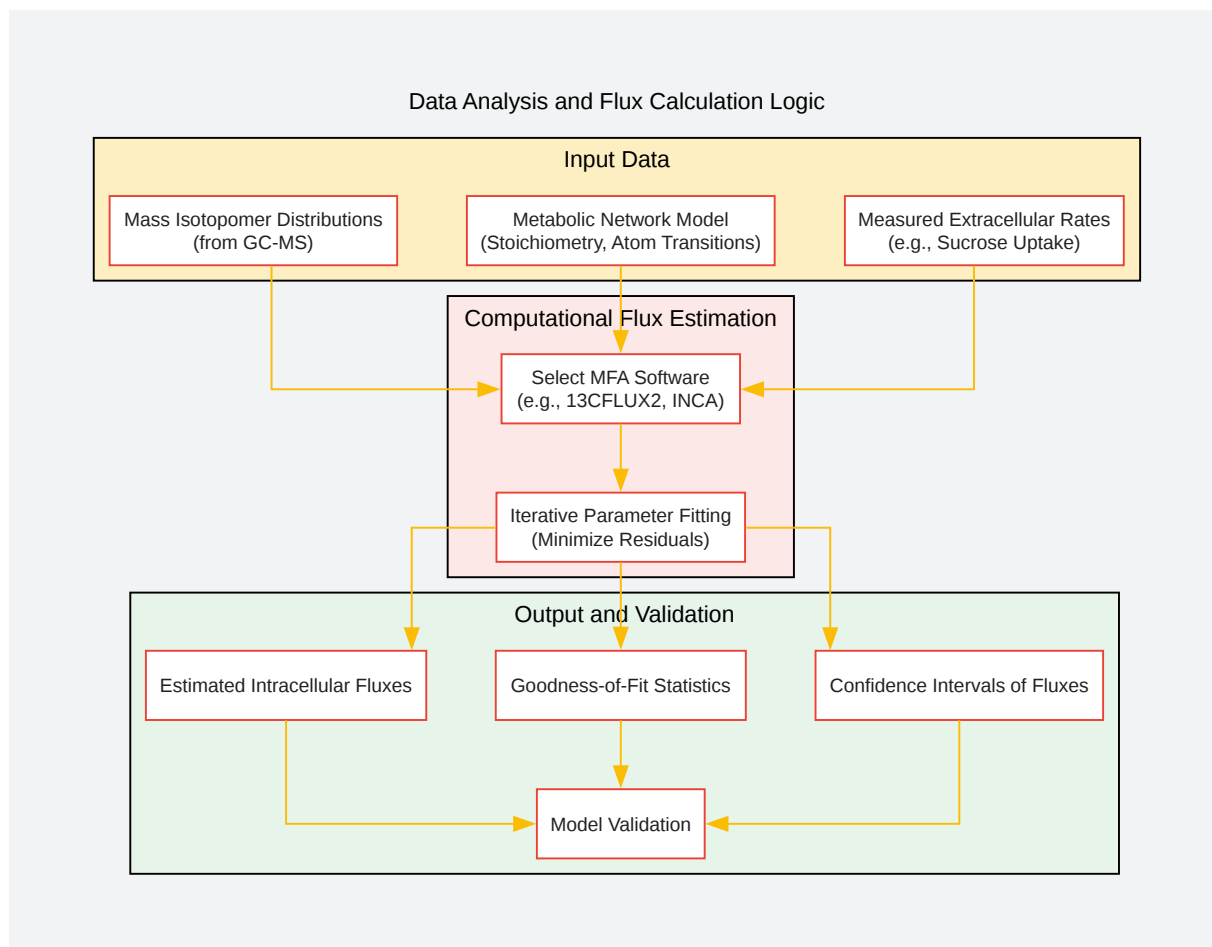 Data Analysis and Flux Calculation Logic
Input Data
Mass Isotopomer Distributions
(from GC-MS)
Metabolic Network Model
(Stoichiometry, Atom Transitions)
Measured Extracellular Rates
(e.g., Sucrose Uptake)
Computational Flux Estimation
Select MFA Software
(e.g., 13CFLUX2, INCA)
Iterative Parameter Fitting
(Minimize Residuals)
Output and Validation
Estimated Intracellular Fluxes
Goodness-of-Fit Statistics
Confidence Intervals of Fluxes
Model Validation